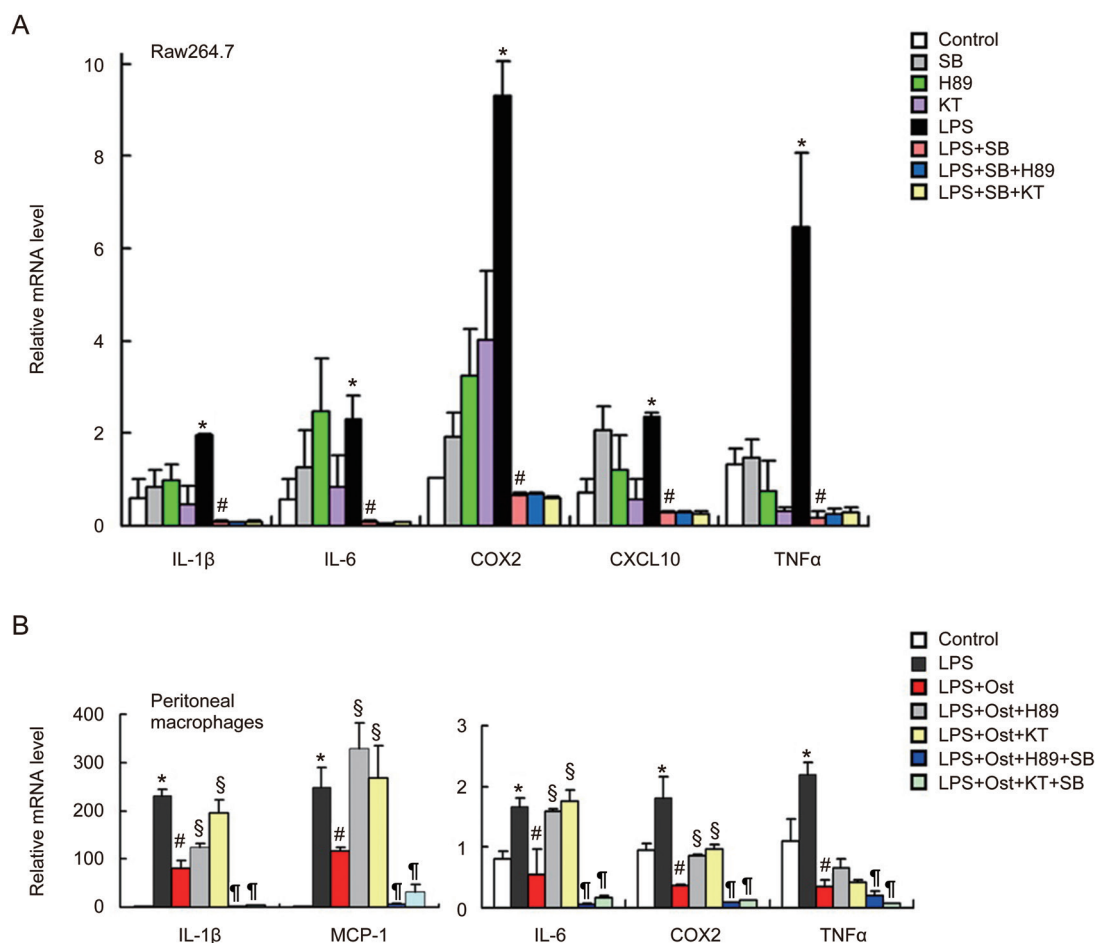 A
Raw264.7
Control
SB
H89
KT
LPS
LPS+SB
LPS+SB+H89
LPS+SB+KT
Relative mRNA level
10
8
6
4
2
0
*
*
*
*
*
#
#
#
#
#
IL-1β IL-6 COX2 CXCL10 TNFα
B
Peritoneal
macrophages
Control
LPS
LPS+Ost
LPS+Ost+H89
LPS+Ost+KT
LPS+Ost+H89+SB
LPS+Ost+KT+SB
Relative mRNA level
400
300
200
100
0
* # § § ¶ ¶
* # § § ¶ ¶
IL-1β MCP-1
3
2
1
0
* # § § ¶ ¶
* # § § ¶ ¶
* # ¶ ¶
IL-6 COX2 TNFα